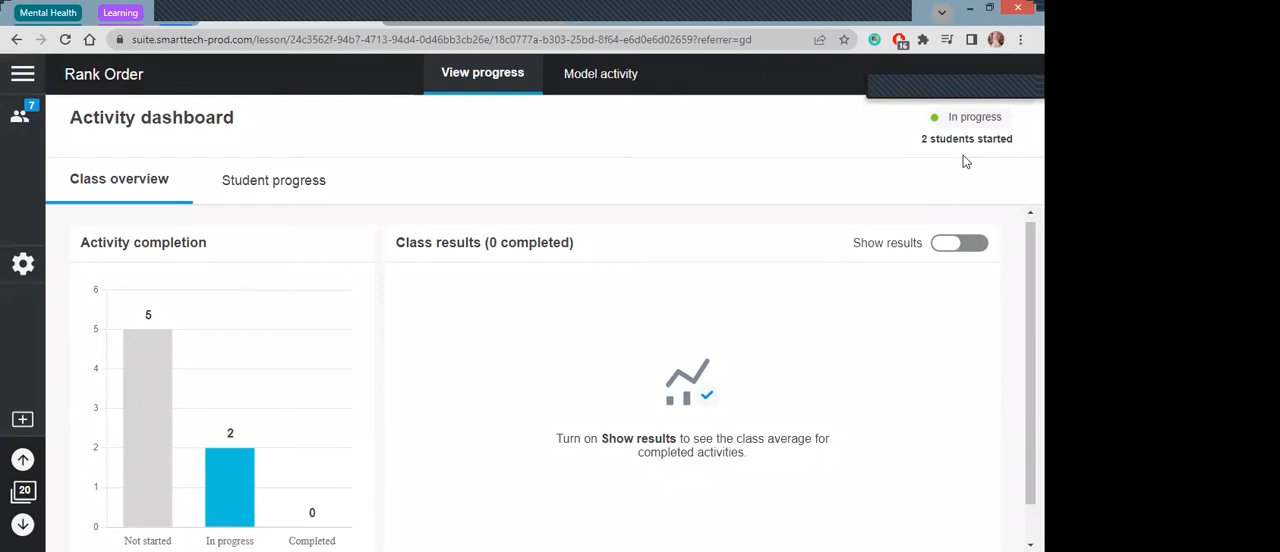 Mental Health
Learning
suite.smarttech-prod.com/lesson/24c3562f-94b7-4713-94d4-0d46bb3cb26e/18c0777a-b303-25bd-8f64-e6d0e6d02659?referrer=gd
16
Rank Order
View progress
Model activity
7
Activity dashboard
In progress
2 students started
Class overview
Student progress
Activity completion
Class results (0 completed)
Show results
6
5
5
4
3
2
2
1
0
0
Not started
In progress
Completed
Turn on Show results to see the class average for
completed activities.
20